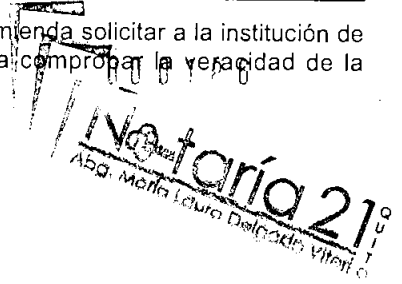 mienda solicitar a la institución de
a comprobar la veracidad de la
Notaría 21
QUITO
Abg. María Laura Delgado Viteri